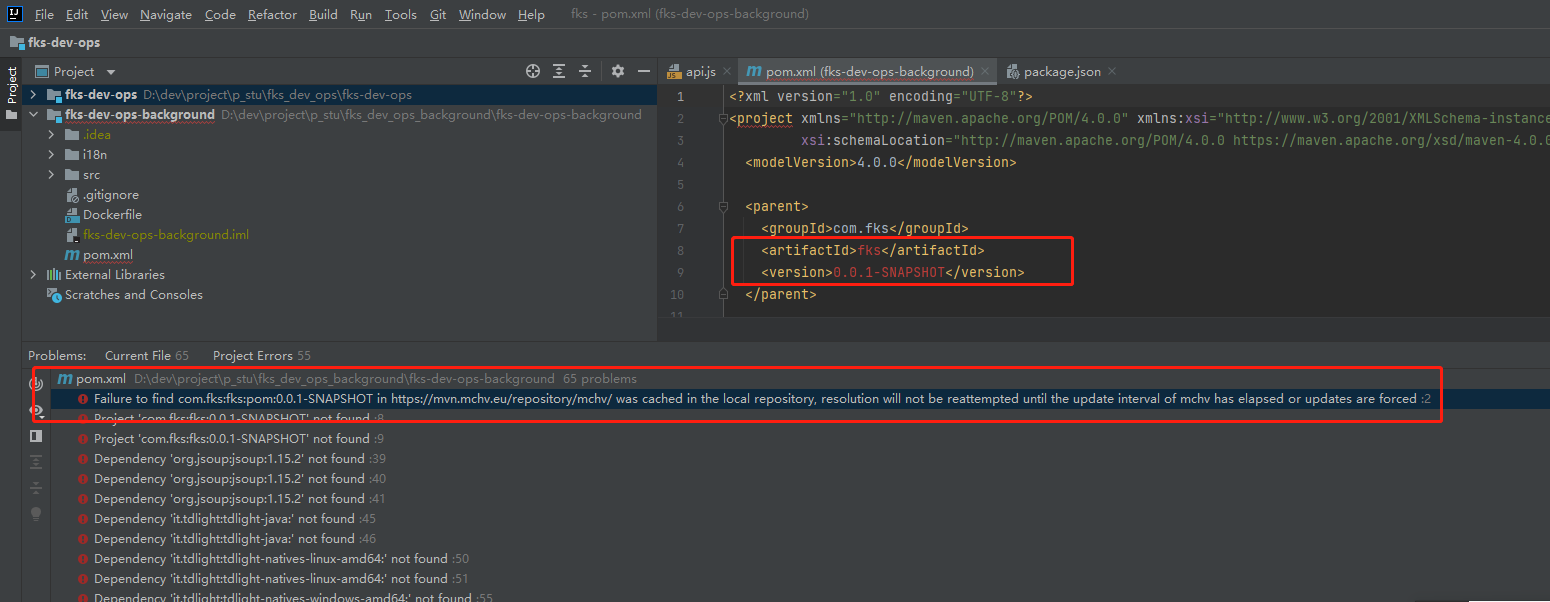 File Edit View Navigate Code Refactor Build Run Tools Git Window Help fks - pom.xml (fks-dev-ops-background)
fks-dev-ops
Project
Project
api.js pom.xml (fks-dev-ops-background) package.json
fks-dev-ops D:\dev\project\p_stu\fks_dev_ops\fks-dev-ops
fks-dev-ops-background D:\dev\project\p_stu\fks_dev_ops_background\fks-dev-ops-background
.idea
i18n
src
.gitignore
Dockerfile
fks-dev-ops-background.iml
pom.xml
External Libraries
Scratches and Consoles
1 <?xml version="1.0" encoding="UTF-8"?>
2 <project xmlns="http://maven.apache.org/POM/4.0.0" xmlns:xsi="http://www.w3.org/2001/XMLSchema-instance
3 xsi:schemaLocation="http://maven.apache.org/POM/4.0.0 https://maven.apache.org/xsd/maven-4.0.0
4 <modelVersion>4.0.0</modelVersion>
5
6 <parent>
7 <groupId>com.fks</groupId>
8 <artifactId>fks</artifactId>
9 <version>0.0.1-SNAPSHOT</version>
10 </parent>
11
Problems: Current File 65 Project Errors 55
pom.xml D:\dev\project\p_stu\fks_dev_ops_background\fks-dev-ops-background 65 problems
Failure to find com.fks:fks:pom:0.0.1-SNAPSHOT in https://mvn.mchv.eu/repository/mchv/ was cached in the local repository, resolution will not be reattempted until the update interval of mchv has elapsed or updates are forced :2
Project 'com.fks:fks:0.0.1-SNAPSHOT' not found :8
Project 'com.fks:fks:0.0.1-SNAPSHOT' not found :9
Dependency 'org.jsoup:jsoup:1.15.2' not found :39
Dependency 'org.jsoup:jsoup:1.15.2' not found :40
Dependency 'org.jsoup:jsoup:1.15.2' not found :41
Dependency 'it.tdlight:tdlight-java:' not found :45
Dependency 'it.tdlight:tdlight-java:' not found :46
Dependency 'it.tdlight:tdlight-natives-linux-amd64:' not found :50
Dependency 'it.tdlight:tdlight-natives-linux-amd64:' not found :51
Dependency 'it.tdlight:tdlight-natives-windows-amd64:' not found :55